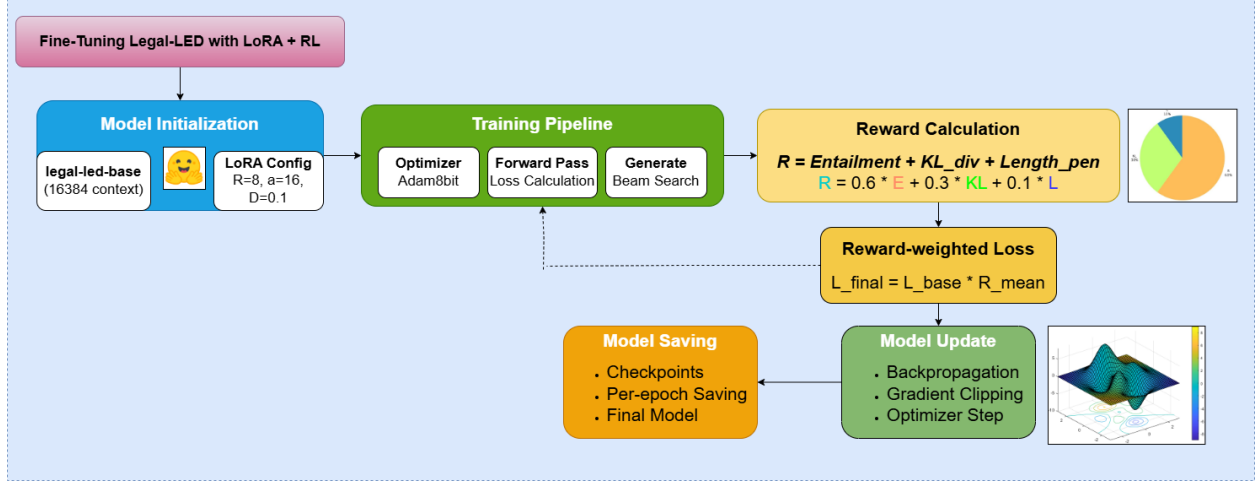 Fine-Tuning Legal-LED with LoRA + RL
Model Initialization
legal-led-base
(16384 context)
LoRA Config
R=8, a=16,
D=0.1
Training Pipeline
Optimizer
Adam8bit
Forward Pass
Loss Calculation
Generate
Beam Search
Reward Calculation
R = Entailment + KL_div + Length_pen
R = 0.6 * E + 0.3 * KL + 0.1 * L
Reward-weighted Loss
L_final = L_base * R_mean
Model Saving
• Checkpoints
• Per-epoch Saving
• Final Model
Model Update
• Backpropagation
• Gradient Clipping
• Optimizer Step